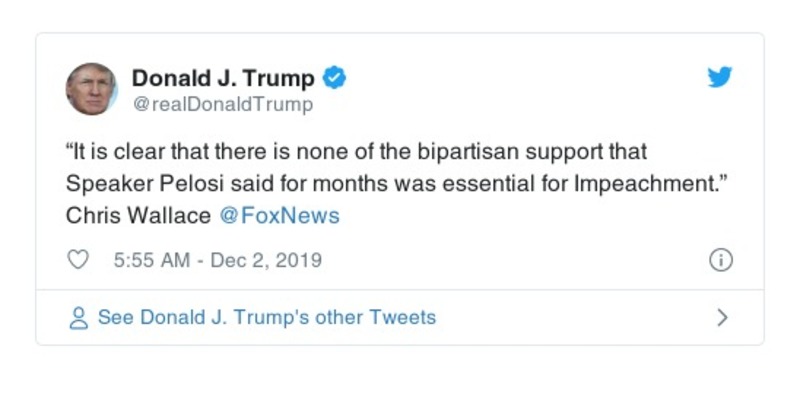 Donald J. Trump
@realDonaldTrump
“It is clear that there is none of the bipartisan support that
Speaker Pelosi said for months was essential for Impeachment.”
Chris Wallace @FoxNews
5:55 AM - Dec 2, 2019
See Donald J. Trump's other Tweets